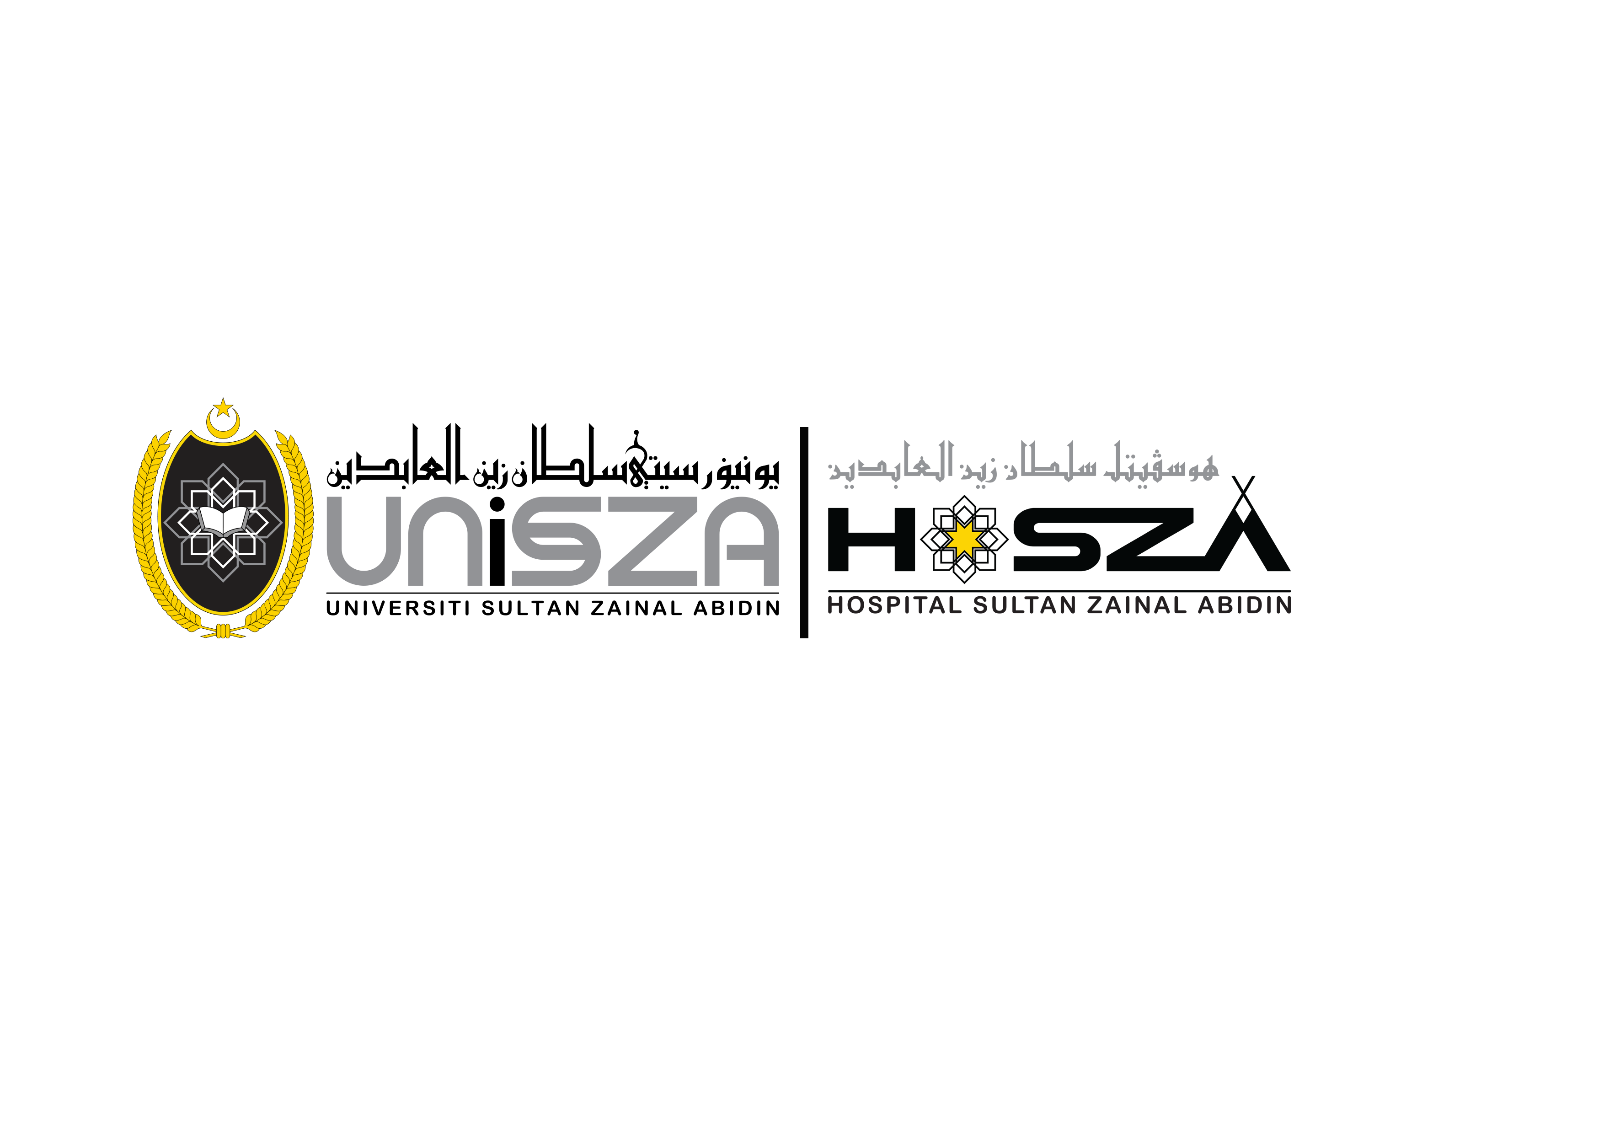 يونيۏرسيتي سلطان زين العابدين
UNiSZA
UNIVERSITI SULTAN ZAINAL ABIDIN
هوسڤيتل سلطان زين العابدين
HOSZA
HOSPITAL SULTAN ZAINAL ABIDIN